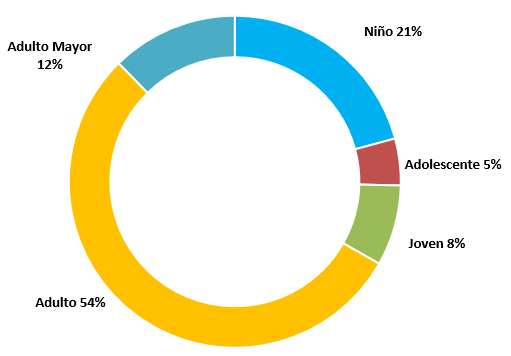 Niño 21%
Adolescente 5%
Joven 8%
Adulto 54%
Adulto Mayor
12%